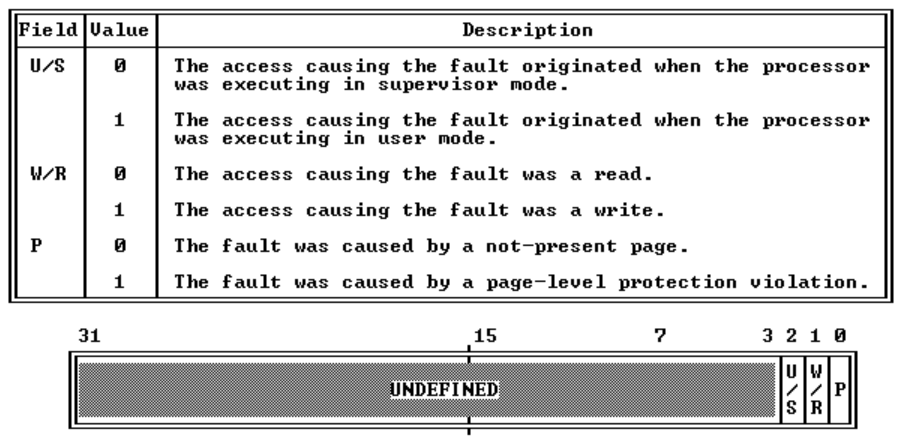 Field Value Description
U/S 0 The access causing the fault originated when the processor
was executing in supervisor mode.
1 The access causing the fault originated when the processor
was executing in user mode.
W/R 0 The access causing the fault was a read.
1 The access causing the fault was a write.
P 0 The fault was caused by a not-present page.
1 The fault was caused by a page-level protection violation.
31 15 7 3 2 1 0
UNDEFINED U/S W/R P